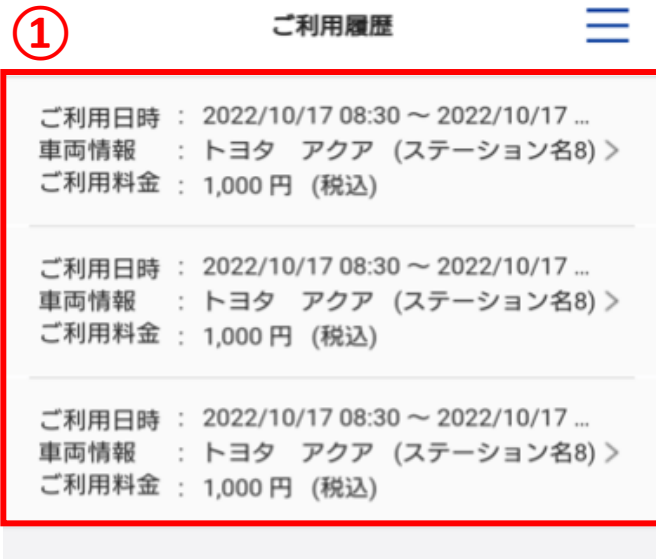 ①
ご利用履歴
ご利用日時 : 2022/10/17 08:30 ～ 2022/10/17 ...
車両情報 : トヨタ　アクア (ステーション名8) >
ご利用料金 : 1,000 円 (税込)
ご利用日時 : 2022/10/17 08:30 ～ 2022/10/17 ...
車両情報 : トヨタ　アクア (ステーション名8) >
ご利用料金 : 1,000 円 (税込)
ご利用日時 : 2022/10/17 08:30 ～ 2022/10/17 ...
車両情報 : トヨタ　アクア (ステーション名8) >
ご利用料金 : 1,000 円 (税込)